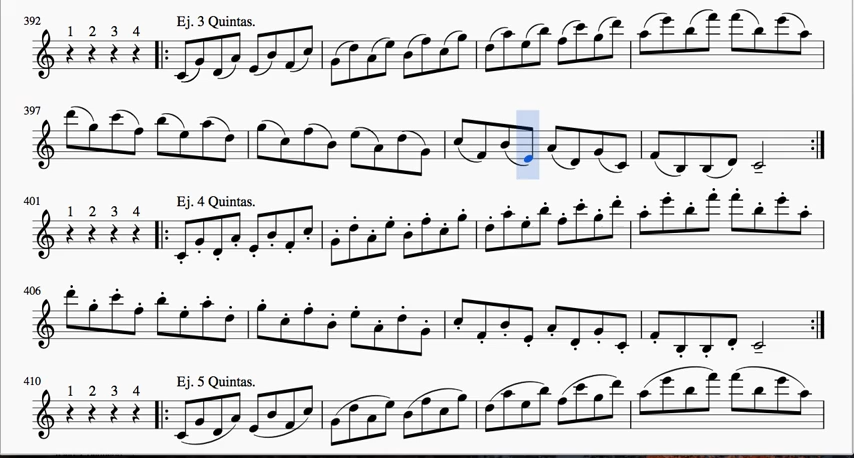 392 1 2 3 4 Ej. 3 Quintas.
397
401 1 2 3 4 Ej. 4 Quintas.
406
410 1 2 3 4 Ej. 5 Quintas.